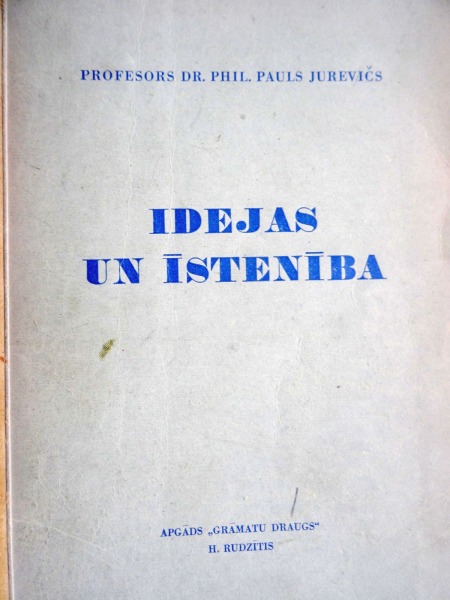 PROFESORS DR. PHIL. PAULS JUREVIČS
IDEJAS
UN ĪSTENĪBA
APGĀDS „GRĀMATU DRAUGS“
H. RUDZĪTIS